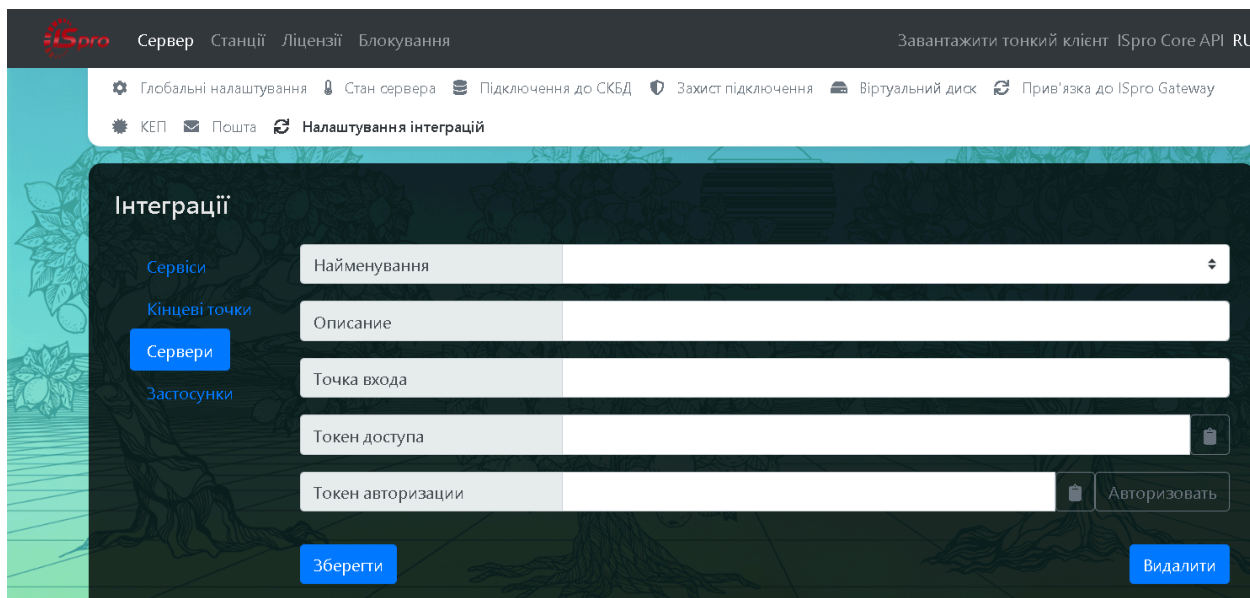 iSpro Сервер Станції Ліцензії Блокування Завантажити тонкий клієнт ISpro Core API RU
Глобальні налаштування Стан сервера Підключення до СКБД Захист підключення Віртуальний диск Прив'язка до ISpro Gateway
КЕП Пошта Налаштування інтеграцій
Інтеграції
Сервіси
Кінцеві точки
Сервери
Застосунки
Найменування
Описание
Точка входа
Токен доступа
Токен авторизации Авторизовать
Зберегти Видалити